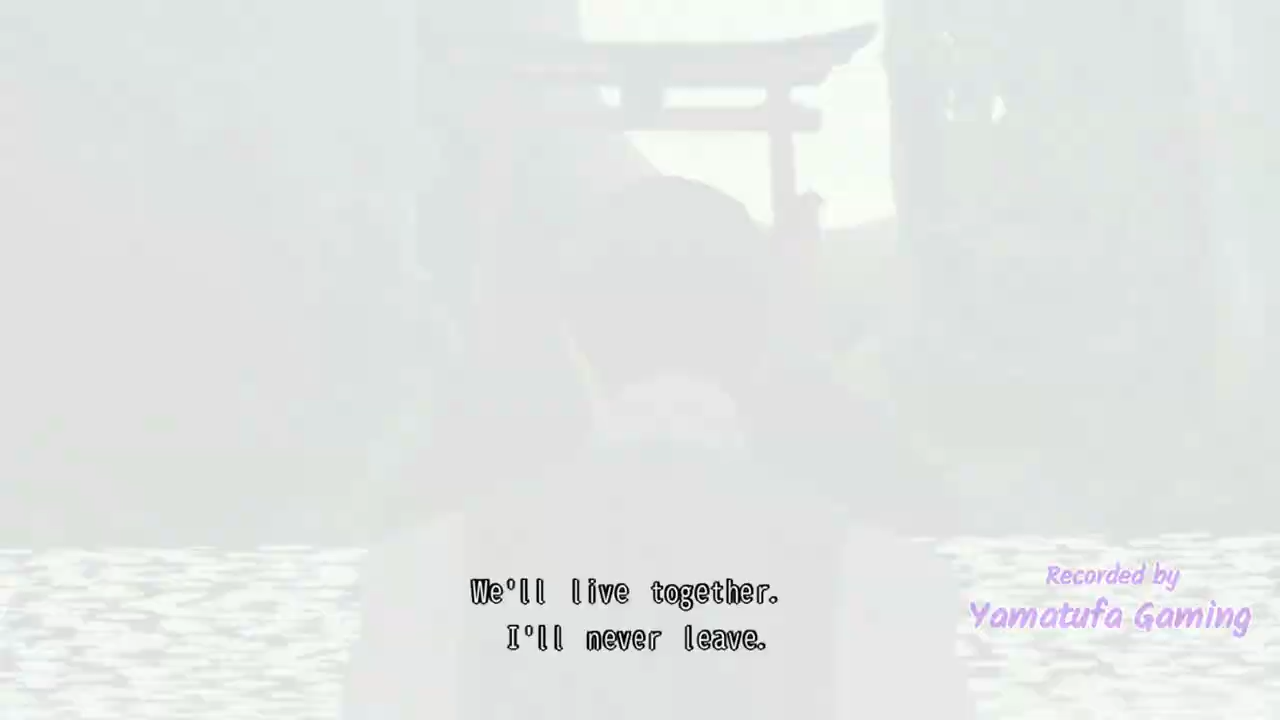 We'll live together.
I'll never leave.
Recorded by
Yamatufa Gaming